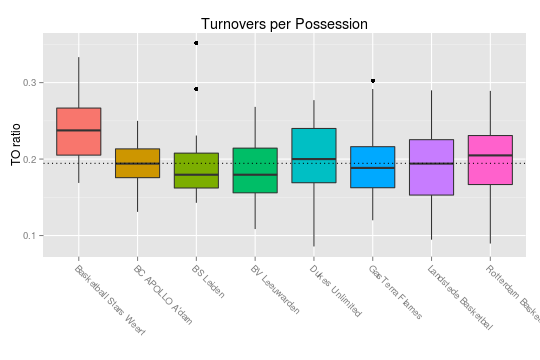 Turnovers per Possession
TO ratio
0.3
0.2
0.1
Basketball Stars Weert
BC APOLLO A'dam
BS Leiden
BV Leeuwarden
Dukes Unlimited
GasTerra Flames
Landstede Basketbal
Rotterdam Baske